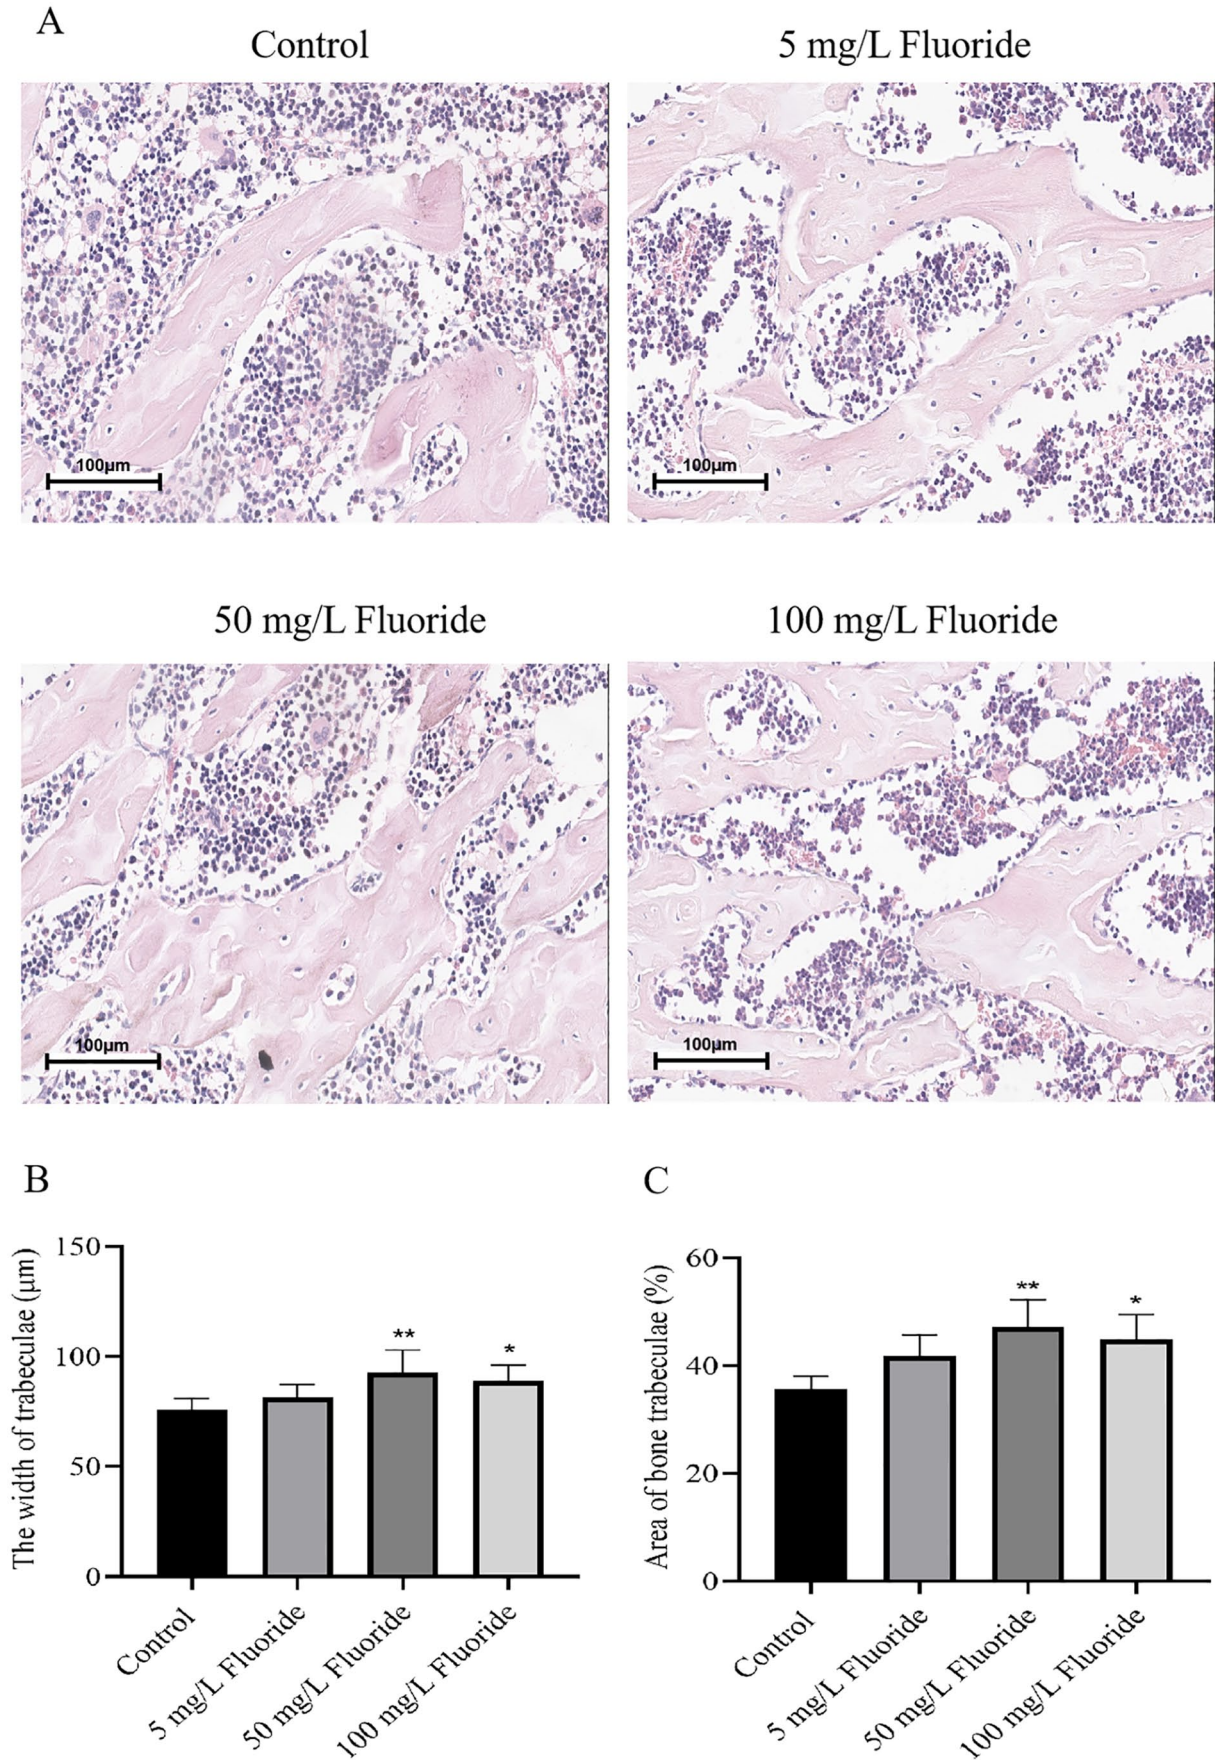 A
Control
5 mg/L Fluoride
100µm
100µm
50 mg/L Fluoride
100 mg/L Fluoride
100µm
100µm
B
The width of trabeculae (µm)
150
100
50
0
**
*
Control
5 mg/L Fluoride
50 mg/L Fluoride
100 mg/L Fluoride
C
Area of bone trabeculae (%)
60
40
20
0
**
*
Control
5 mg/L Fluoride
50 mg/L Fluoride
100 mg/L Fluoride